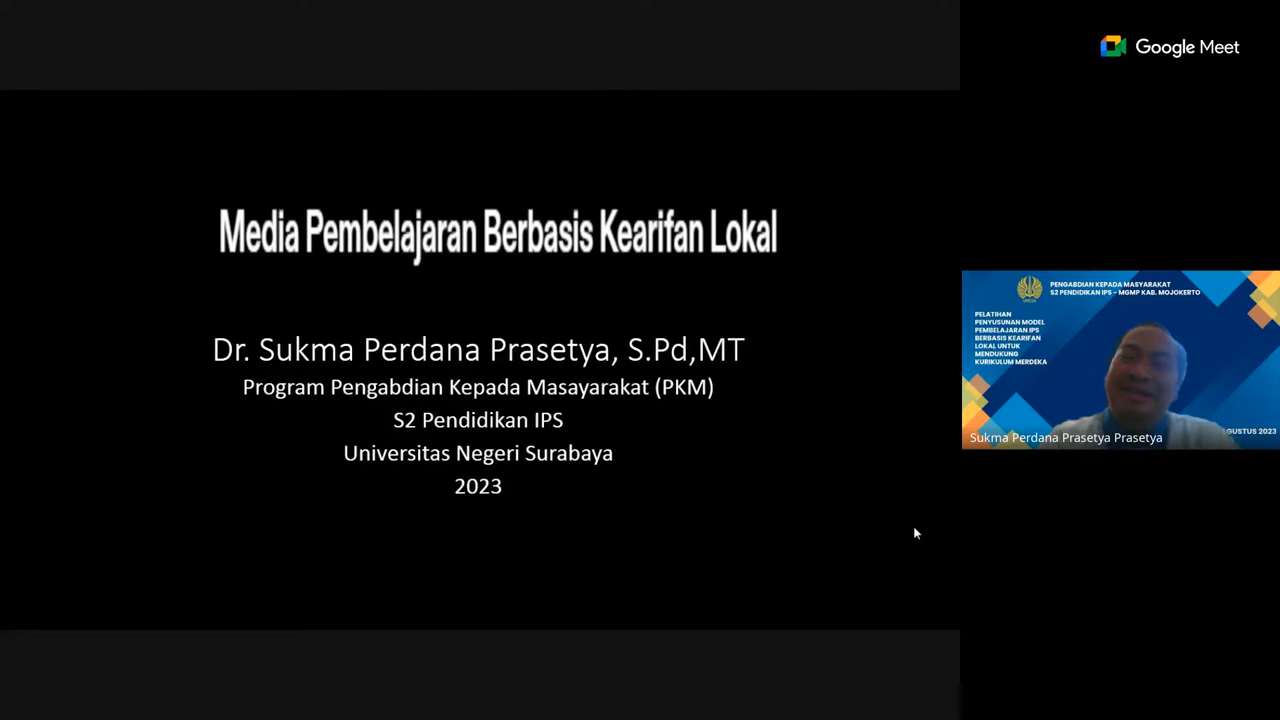 Google Meet
Media Pembelajaran Berbasis Kearifan Lokal
Dr. Sukma Perdana Prasetya, S.Pd,MT
Program Pengabdian Kepada Masayarakat (PKM)
S2 Pendidikan IPS
Universitas Negeri Surabaya
2023
PENGABDIAN KEPADA MASYARAKAT
S2 PENDIDIKAN IPS - MGMP KAB. MOJOKERTO
PELATIHAN
PENYUSUNAN MODEL
PEMBELAJARAN IPS
BERBASIS KEARIFAN
LOKAL UNTUK
MENDUKUNG
KURIKULUM MERDEKA
GUSTUS 2023
Sukma Perdana Prasetya Prasetya